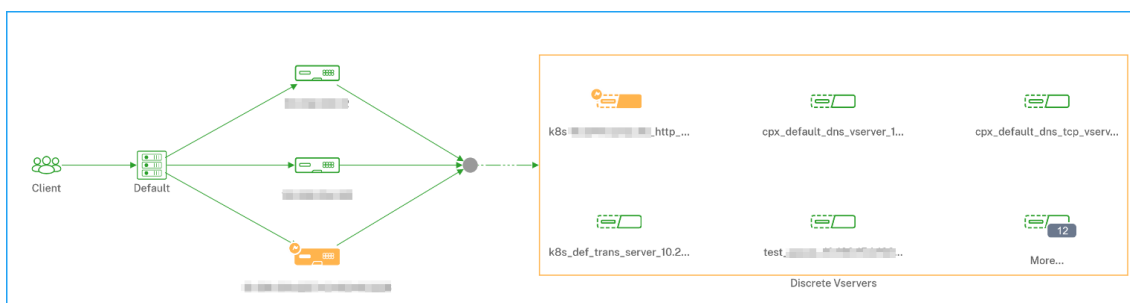 Client
Default
k8s _http_...
cpx_default_dns_vserver_1...
cpx_default_dns_tcp_vserv...
k8s_def_trans_server_10.2...
test_ ...
12
More...
Discrete Vservers